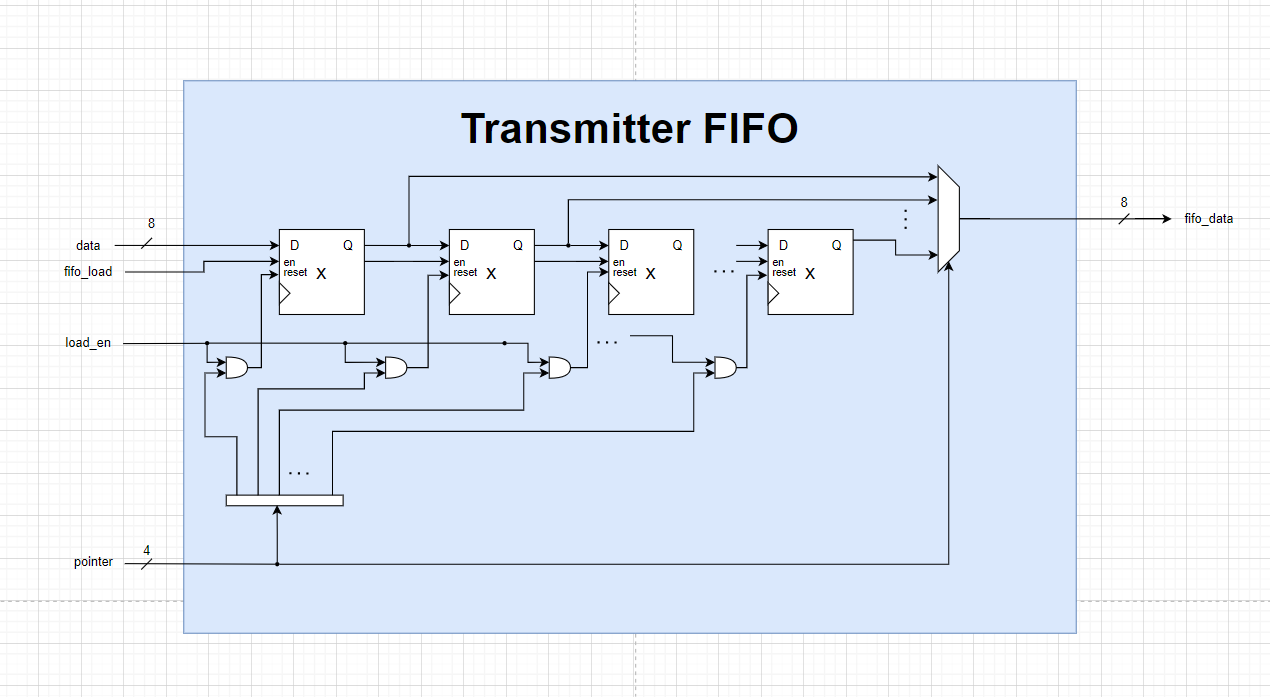 Transmitter FIFO
8
8
data
D Q
D Q
D Q
D Q
fifo_data
fifo_load
en
reset X
en
reset X
en
reset X
...
en
reset X
load_en
...
...
4
pointer